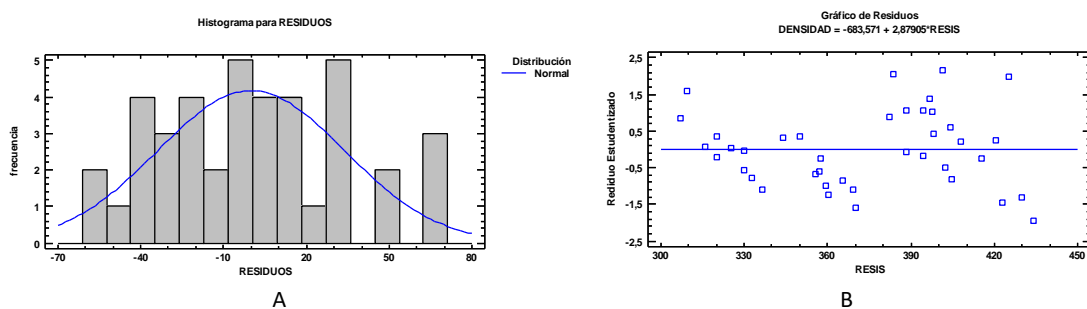 Histograma para RESIDUOS
5
4
3
2
1
0
frecuencia
-70
-40
-10
20
50
80
RESIDUOS
Distribución
Normal
A
Gráfico de Residuos
DENSIDAD = -683,571 + 2,87905*RESIS
2,5
1,5
0,5
-0,5
-1,5
-2,5
Rediduo Estudentizado
300
330
360
390
420
450
RESIS
B